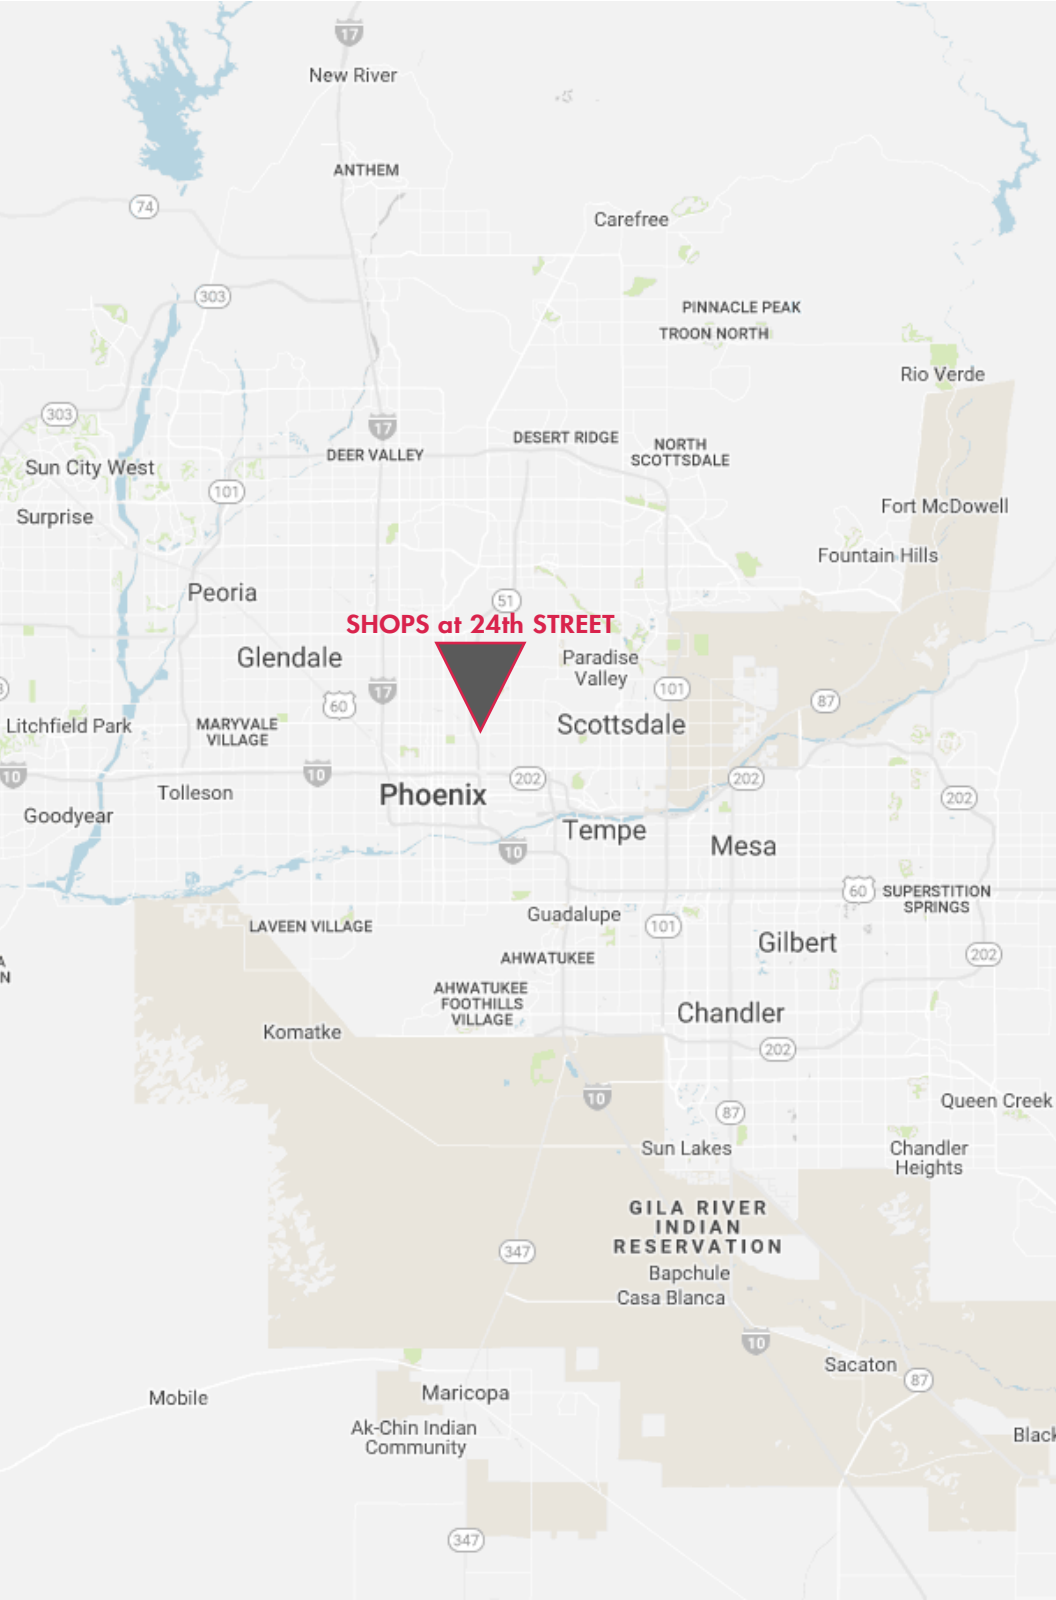 17
New River
ANTHEM
74
Carefree
303
PINNACLE PEAK
TROON NORTH
Rio Verde
303
17
DESERT RIDGE
NORTH
SCOTTSDALE
DEER VALLEY
Sun City West
101
Surprise
Fort McDowell
Fountain Hills
Peoria
51
SHOPS at 24th STREET
Glendale
Paradise
Valley
17
101
60
87
Litchfield Park
MARYVALE
VILLAGE
Scottsdale
10
10
202
202
Tolleson
Phoenix
202
Goodyear
Tempe
10
Mesa
60
SUPERSTITION
SPRINGS
LAVEEN VILLAGE
Guadalupe
101
Gilbert
AHWATUKEE
202
AHWATUKEE
FOOTHILLS
VILLAGE
Chandler
Komatke
202
10
87
Queen Creek
Sun Lakes
Chandler
Heights
GILA RIVER
INDIAN
RESERVATION
347
Bapchule
Casa Blanca
10
Sacaton
87
Mobile
Maricopa
Ak-Chin Indian
Community
Black
347